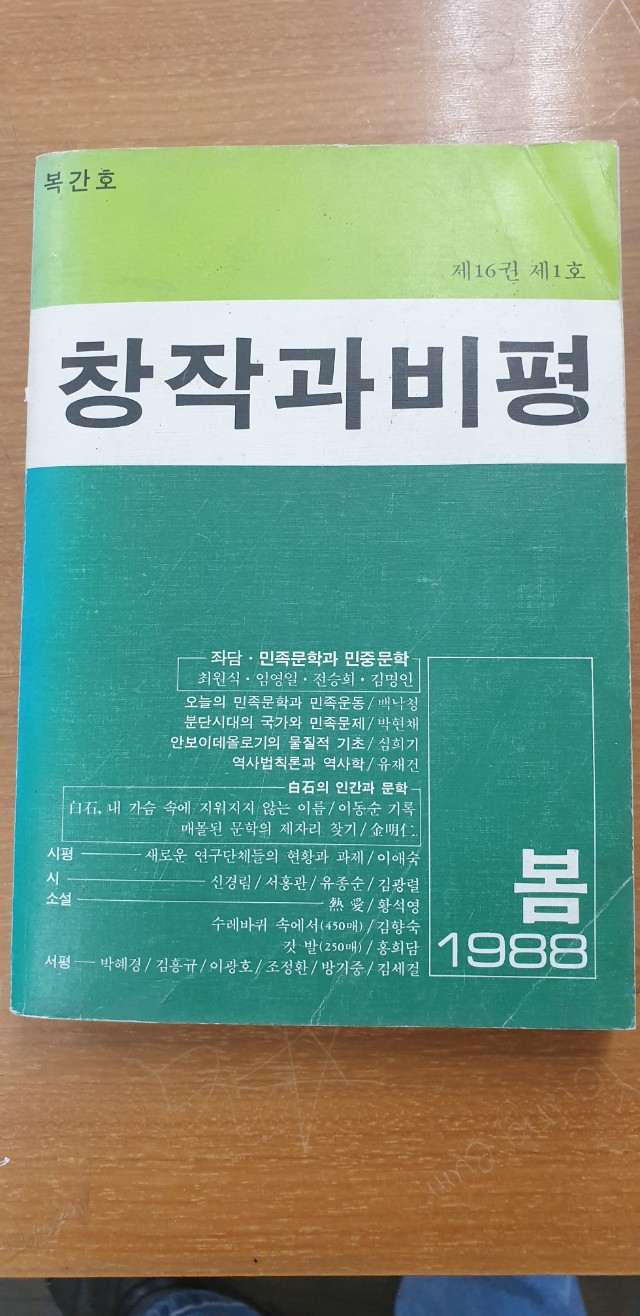 복간호
제16권 제1호
창작과비평
좌담 · 민족문학과 민중문학
최원식 · 임영일 · 전승희 · 김명인
오늘의 민족문학과 민족운동/백낙청
분단시대의 국가와 민족문제/박현채
안보이데올로기의 물질적 기초/심희기
역사법칙론과 역사학/유재건
白石의 인간과 문학
白石, 내 가슴 속에 지워지지 않는 이름/이동순 기록
매몰된 문학의 제자리 찾기/金明仁
시평 새로운 연구단체들의 현황과 과제/이애숙
시 신경림/서홍관/유종순/김광렬
소설 熱愛/황석영
수레바퀴 속에서(450매)/김향숙
깃발(250매)/홍희담
서평 박혜경/김흥규/이광호/조정환/방기중/김세걸
봄
1988